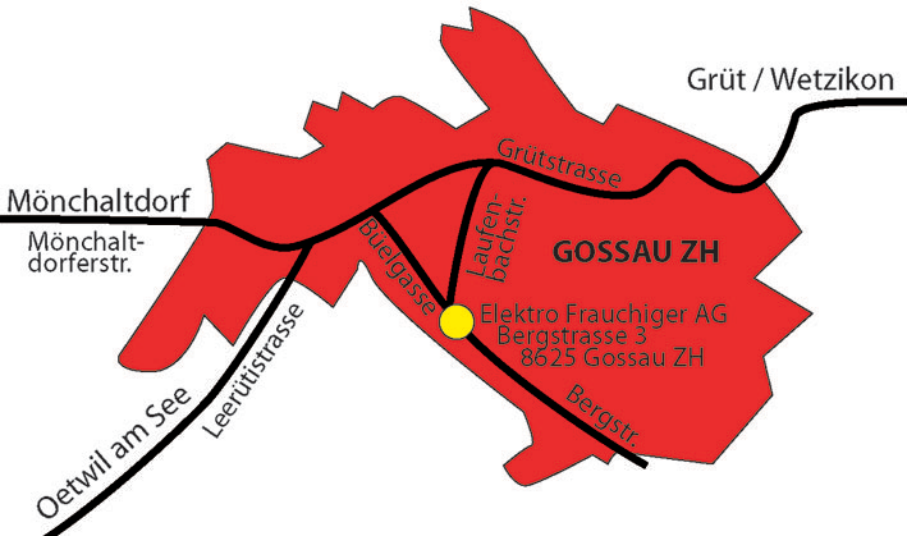 Grüt / Wetzikon
Grütstrasse
Mönchaltdorf
Mönchalt-
dorferstr.
Büelgasse
Laufen-
bachstr.
GOSSAU ZH
Elektro Frauchiger AG
Bergstrasse 3
8625 Gossau ZH
Leerütistrasse
Oetwil am See
Bergstr.